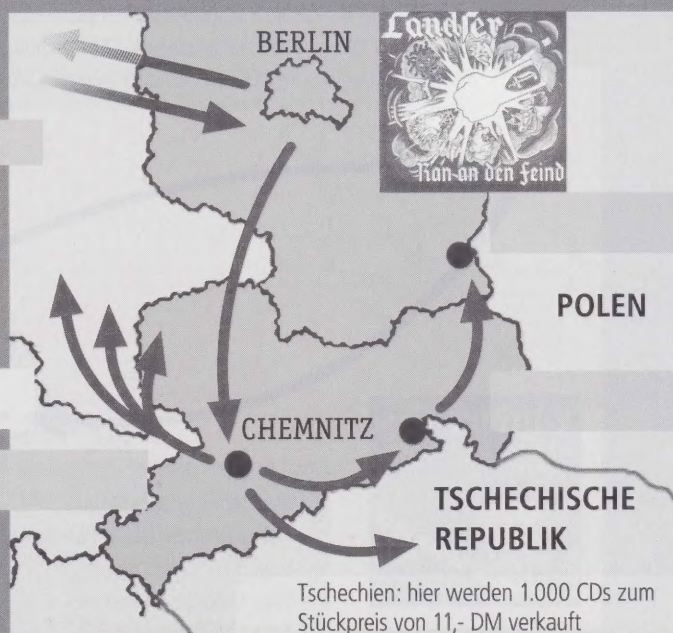 BERLIN
Landser
Ran an den Feind
POLEN
CHEMNITZ
TSCHECHISCHE
REPUBLIK
Tschechien: hier werden 1.000 CDs zum
Stückpreis von 11,- DM verkauft